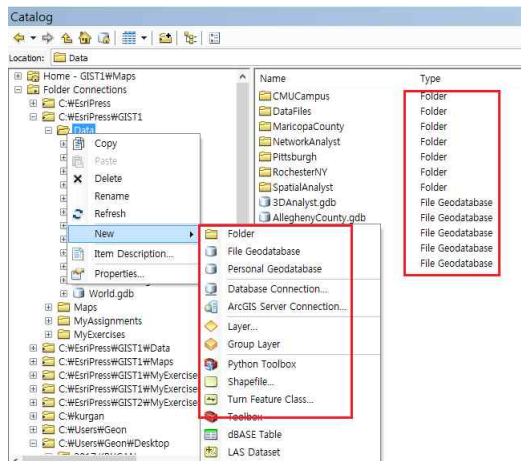 Catalog
Location: Data
Home - GIST1₩Maps
Folder Connections
C:₩EsriPress
C:₩EsriPress₩GIST1
Data
Copy
Paste
Delete
Rename
Refresh
New
Item Description...
Properties...
World.gdb
Maps
MyAssignments
MyExercises
C:₩EsriPress₩GIST1₩Data
C:₩EsriPress₩GIST1₩Maps
C:₩EsriPress₩GIST1₩MyExercise
C:₩EsriPress₩GIST1₩MyExercise
C:₩EsriPress₩GIST2₩MyExercise
C:₩kurgan
C:₩Users₩Geon
C:₩Users₩Geon₩Desktop
Name Type
CMUCampus Folder
DataFiles Folder
MaricopaCounty Folder
NetworkAnalyst Folder
Pittsburgh Folder
RochesterNY Folder
SpatialAnalyst Folder
3DAnalyst.gdb File Geodatabase
AlleghenyCounty.gdb File Geodatabase
File Geodatabase
File Geodatabase
File Geodatabase
Folder
File Geodatabase
Personal Geodatabase
Database Connection...
ArcGIS Server Connection...
Layer...
Group Layer
Python Toolbox
Shapefile...
Turn Feature Class...
Toolbox
dBASE Table
LAS Dataset